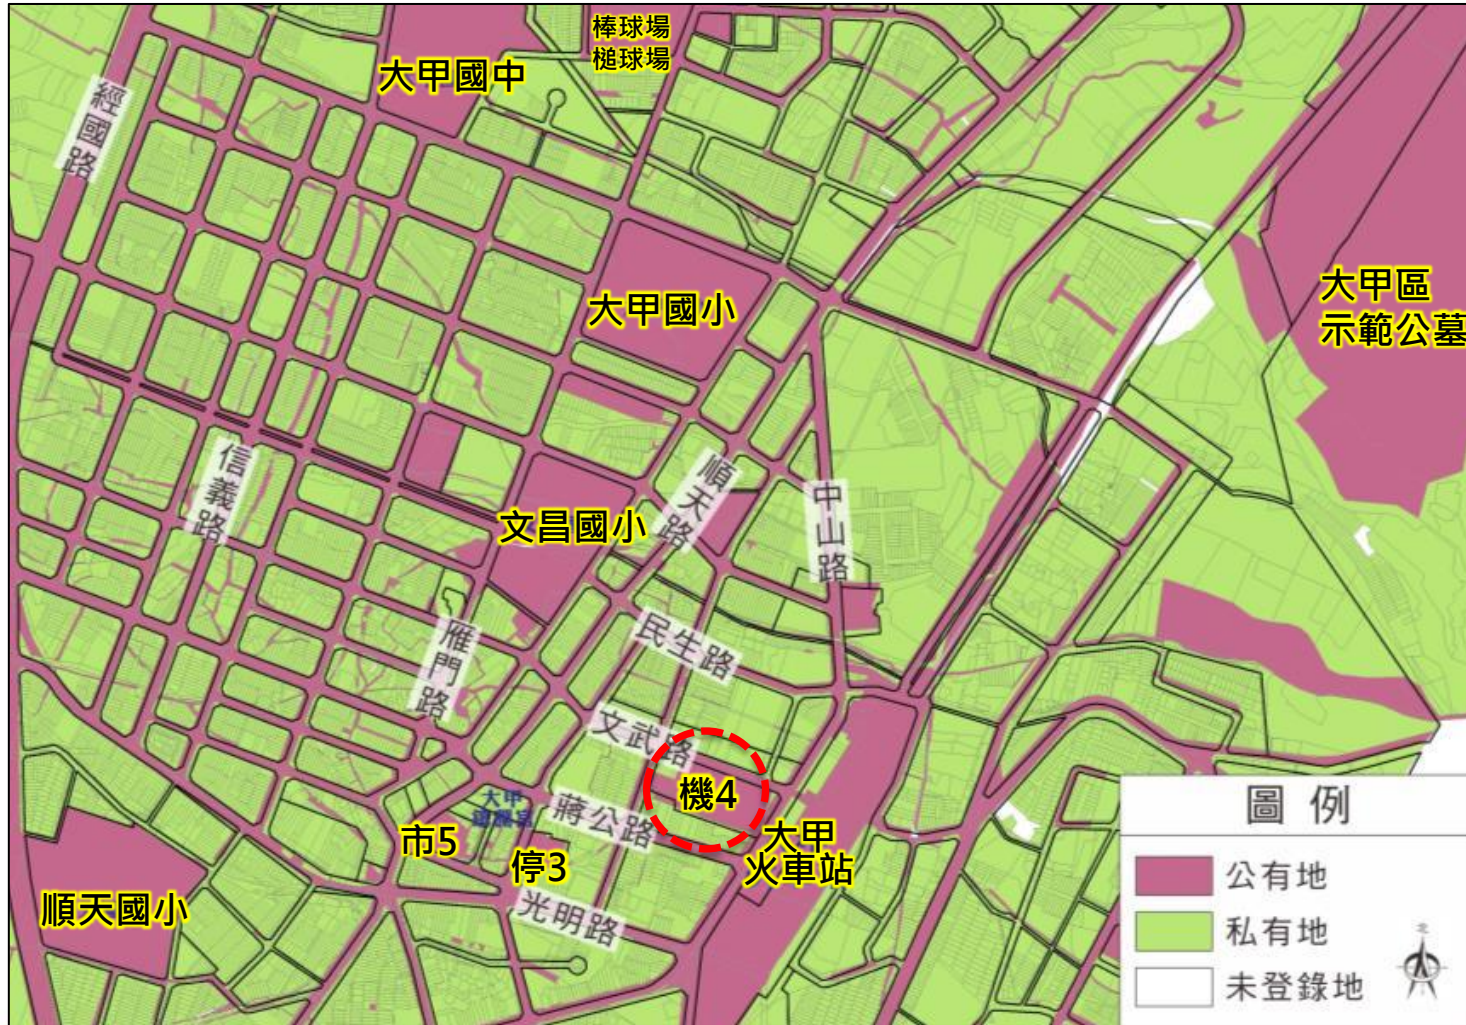 棒球場
槌球場
大甲國中
經國路
大甲區
示範公墓
大甲國小
信義路
順天路
中山路
文昌國小
民生路
雁門路
文武路
機4
大甲
蔣公路
市5
停3
大甲
火車站
光明路
順天國小
圖例
公有地
私有地
未登錄地
北